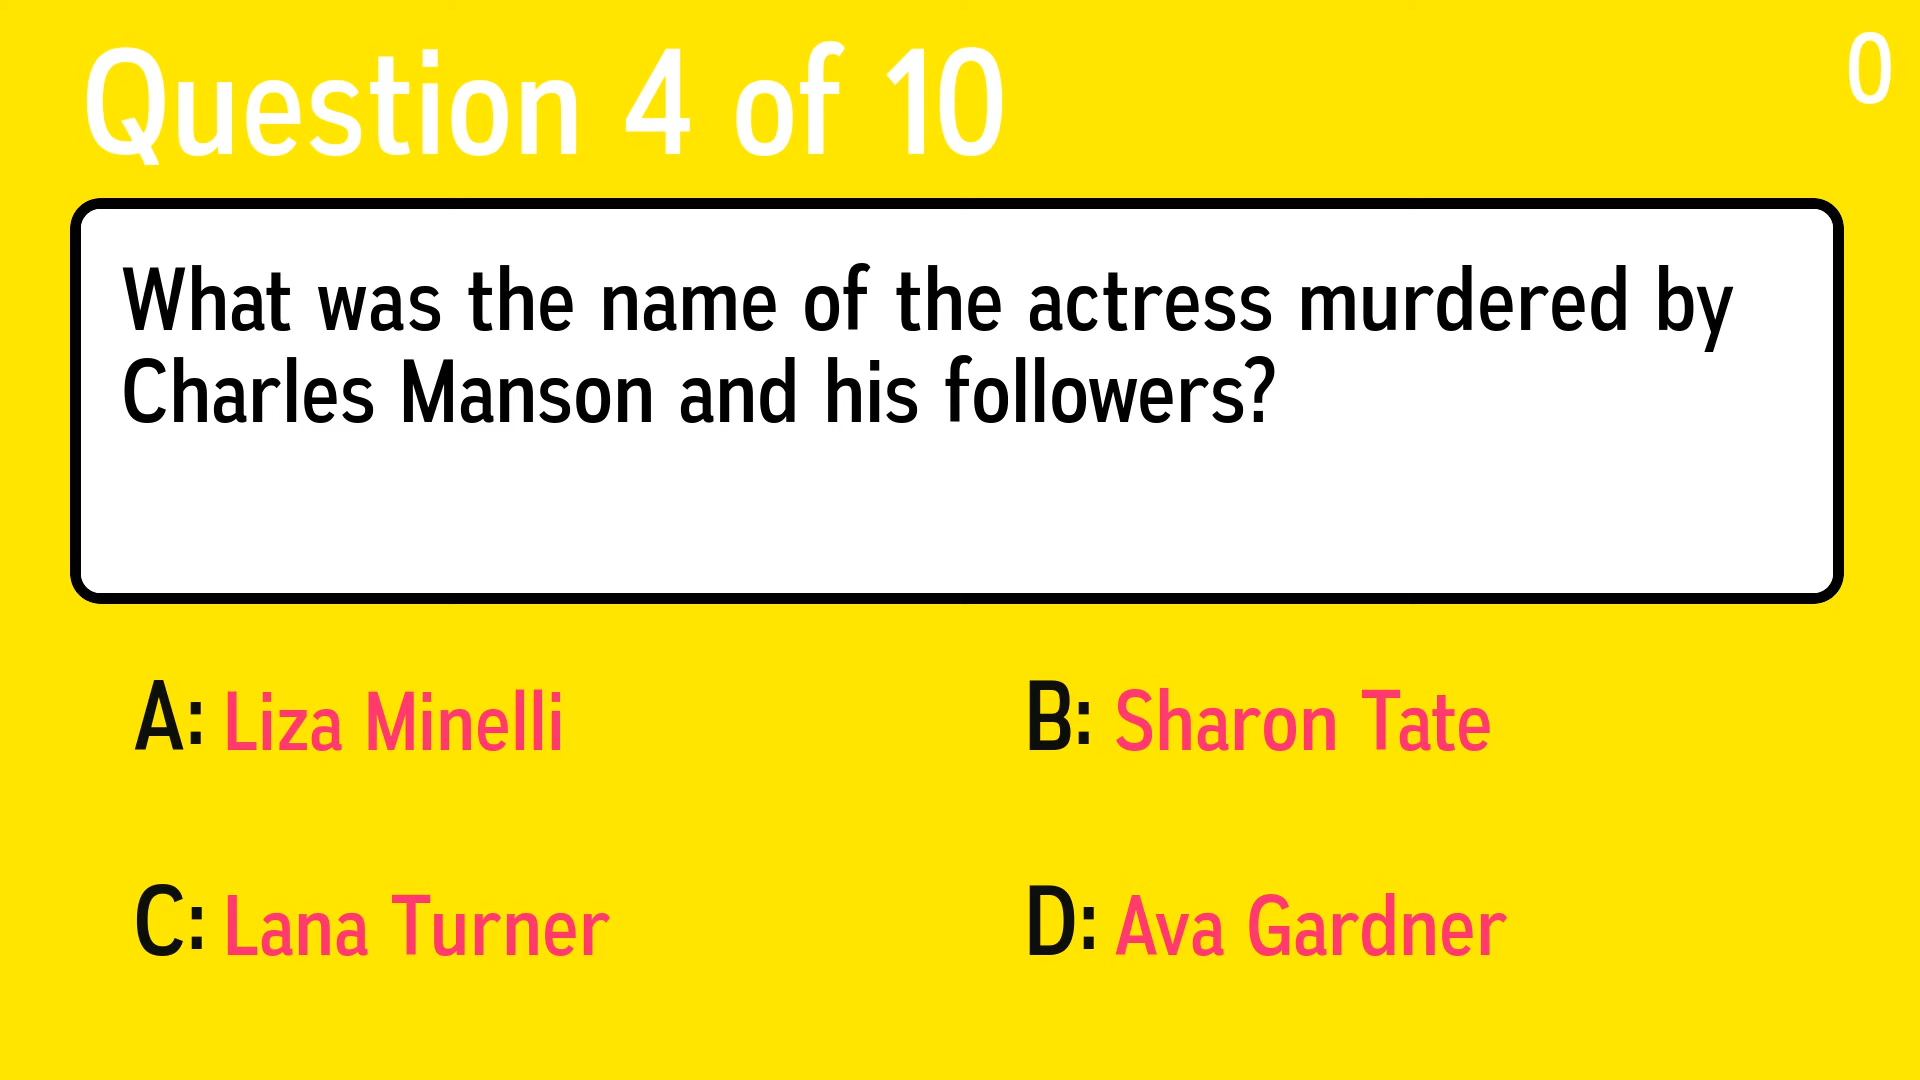 Question 4 of 10
0
What was the name of the actress murdered by
Charles Manson and his followers?
A: Liza Minelli
B: Sharon Tate
C: Lana Turner
D: Ava Gardner